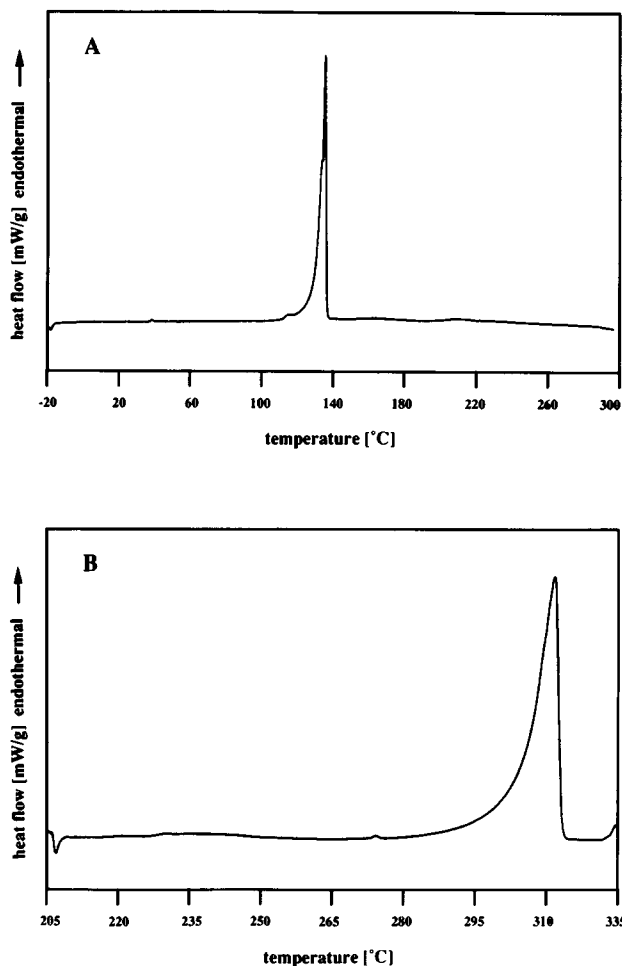 A
heat flow [mW/g] endothermal
-20 20 60 100 140 180 220 260 300
temperature [°C]
B
heat flow [mW/g] endothermal
205 220 235 250 265 280 295 310 335
temperature [°C]